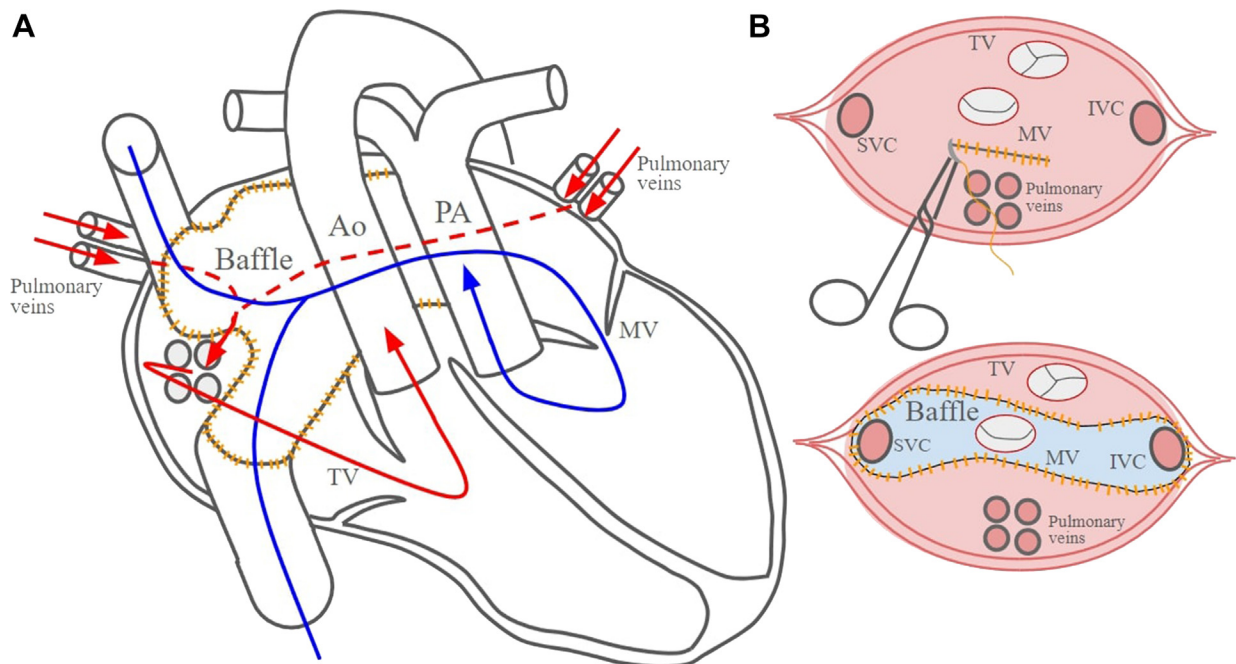 A
Pulmonary
veins
Baffle
Ao
PA
Pulmonary
veins
MV
TV
B
TV
IVC
SVC
MV
Pulmonary
veins
TV
Baffle
SVC
MV
IVC
Pulmonary
veins